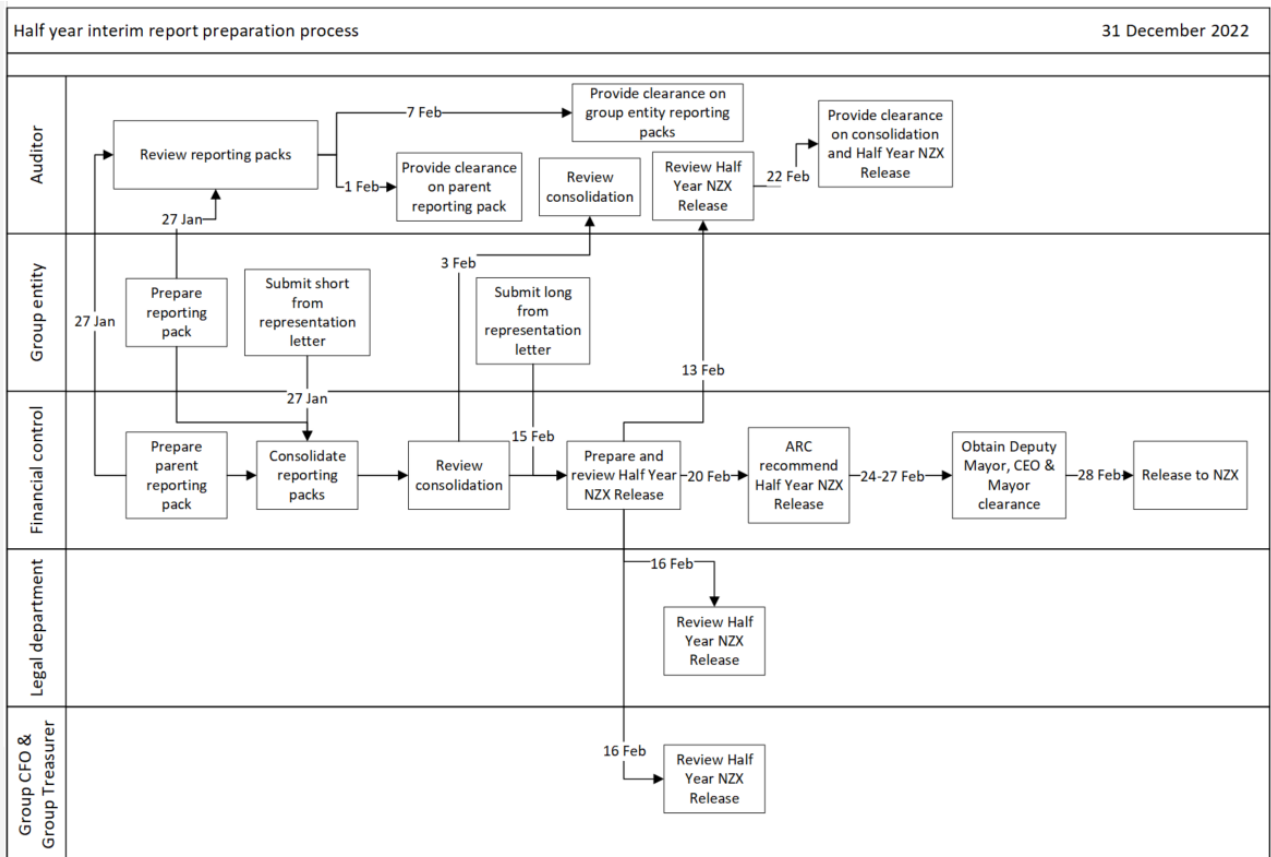 Half year interim report preparation process
31 December 2022
Auditor
Review reporting packs
7 Feb
Provide clearance on
group entity reporting
packs
1 Feb
Provide clearance
on parent
reporting pack
Review
consolidation
Review Half
Year NZX
Release
22 Feb
Provide clearance
on consolidation
and Half Year NZX
Release
27 Jan
Group entity
27 Jan
Prepare
reporting
pack
Submit short
from
representation
letter
3 Feb
Submit long
from
representation
letter
13 Feb
27 Jan
Financial control
Prepare
parent
reporting
pack
Consolidate
reporting
packs
Review
consolidation
15 Feb
Prepare and
review Half Year
NZX Release
20 Feb
ARC
recommend
Half Year NZX
Release
24-27 Feb
Obtain Deputy
Mayor, CEO &
Mayor
clearance
28 Feb
Release to NZX
Legal department
16 Feb
Review Half
Year NZX
Release
Group CFO &
Group Treasurer
16 Feb
Review Half
Year NZX
Release